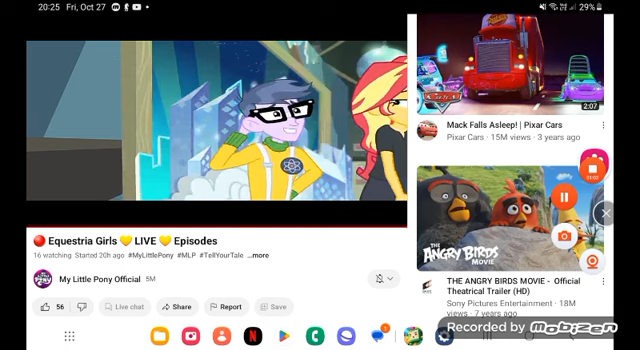 20:25 Fri, Oct 27
29%
2:07
Mack Falls Asleep! | Pixar Cars
Pixar Cars · 15M views · 3 years ago
01:03
THE
ANGRY BIRDS
MOVIE
🔴 Equestria Girls 💛 LIVE 💛 Episodes
16 watching Started 20h ago #MyLittlePony #MLP #TellYourTale ...more
My Little Pony Official 5M
56
Live chat
Share
Report
Save
THE ANGRY BIRDS MOVIE - Official
Theatrical Trailer (HD)
Sony Pictures Entertainment · 18M
views · 7 years ago
Recorded by Mobizen